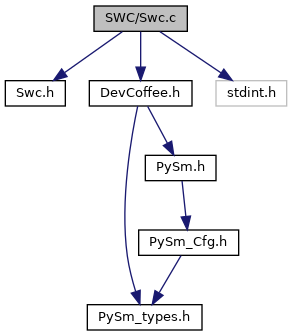 SWC/Swc.c
Swc.h
DevCoffee.h
stdint.h
PySm.h
PySm_Cfg.h
PySm_types.h